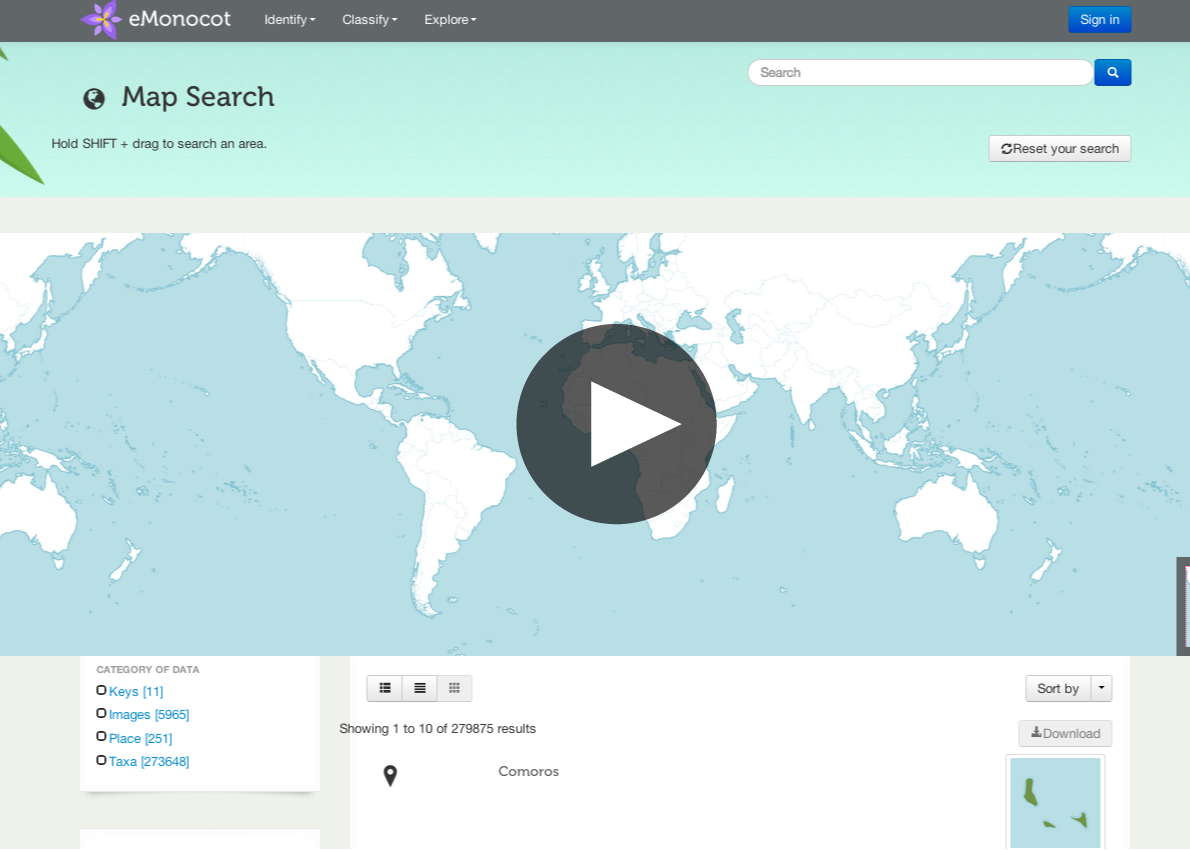 eMonocot Identify Classify Explore Sign in
Search
Map Search
Hold SHIFT + drag to search an area.
Reset your search
CATEGORY OF DATA
Keys [11]
Images [5965]
Place [251]
Taxa [273648]
Sort by
Showing 1 to 10 of 279875 results
Download
Comoros